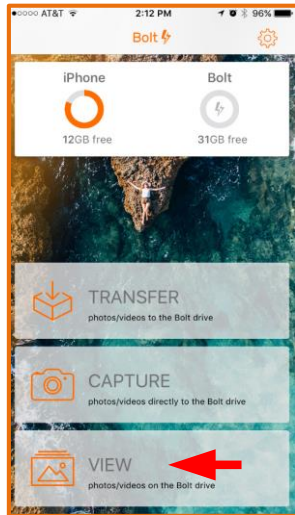 AT&T 2:12 PM 96%
Bolt
iPhone Bolt
12GB free 31GB free
TRANSFER
photos/videos to the Bolt drive
CAPTURE
photos/videos directly to the Bolt drive
VIEW
photos/videos on the Bolt drive